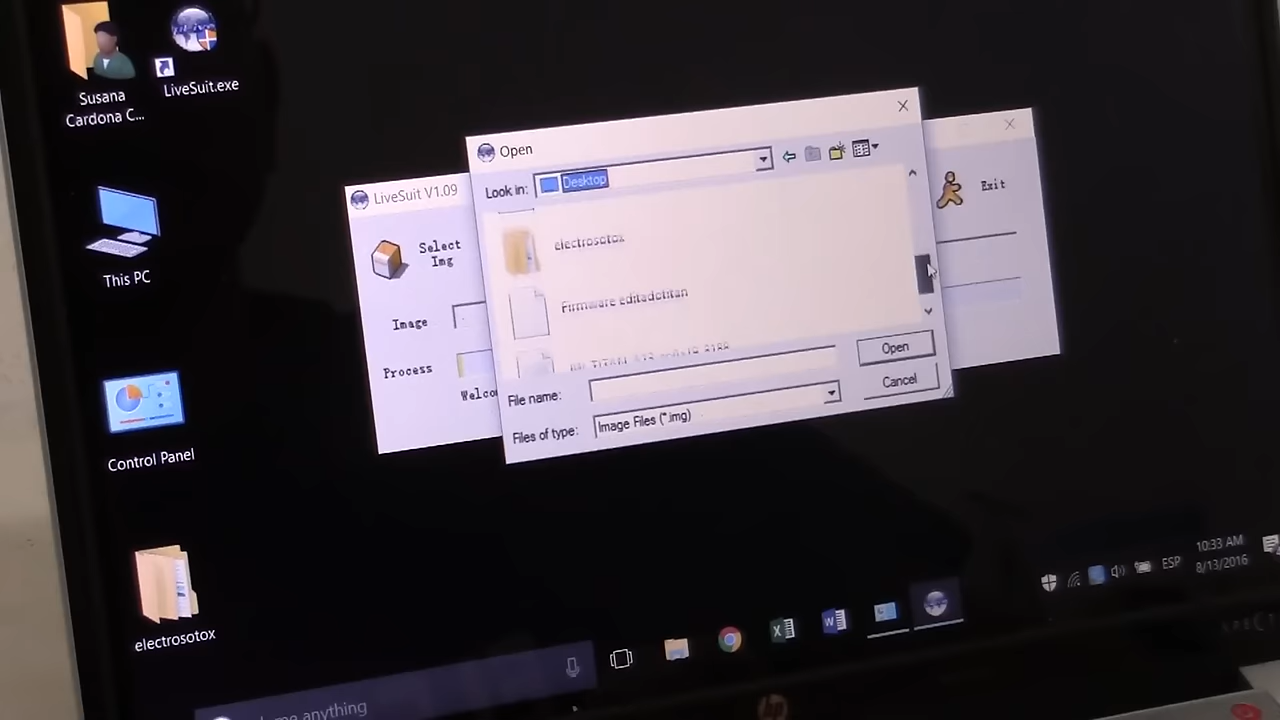 Susana
Cardona C...
LiveSuit.exe
This PC
Control Panel
electrosotox
LiveSuit V1.09
Select
Img
Image
Process
Exit
Open
Look in:
Desktop
electrosotox
Firmware editadotitan
File name:
Open
Files of type:
Image Files (*.img)
Cancel
10:33 AM
ESP
8/13/2016
me anything
hp